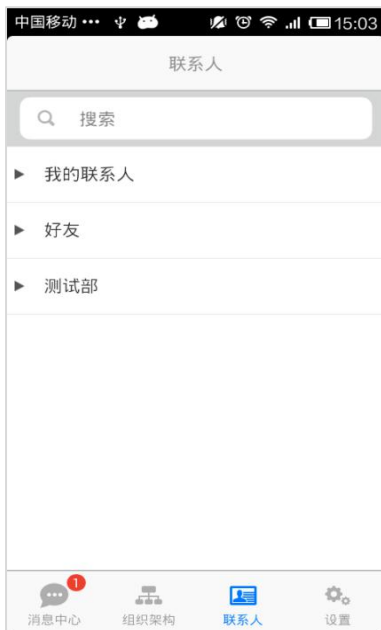 中国移动 ••• 15:03
联系人
搜索
我的联系人
好友
测试部
1
消息中心 组织架构 联系人 设置